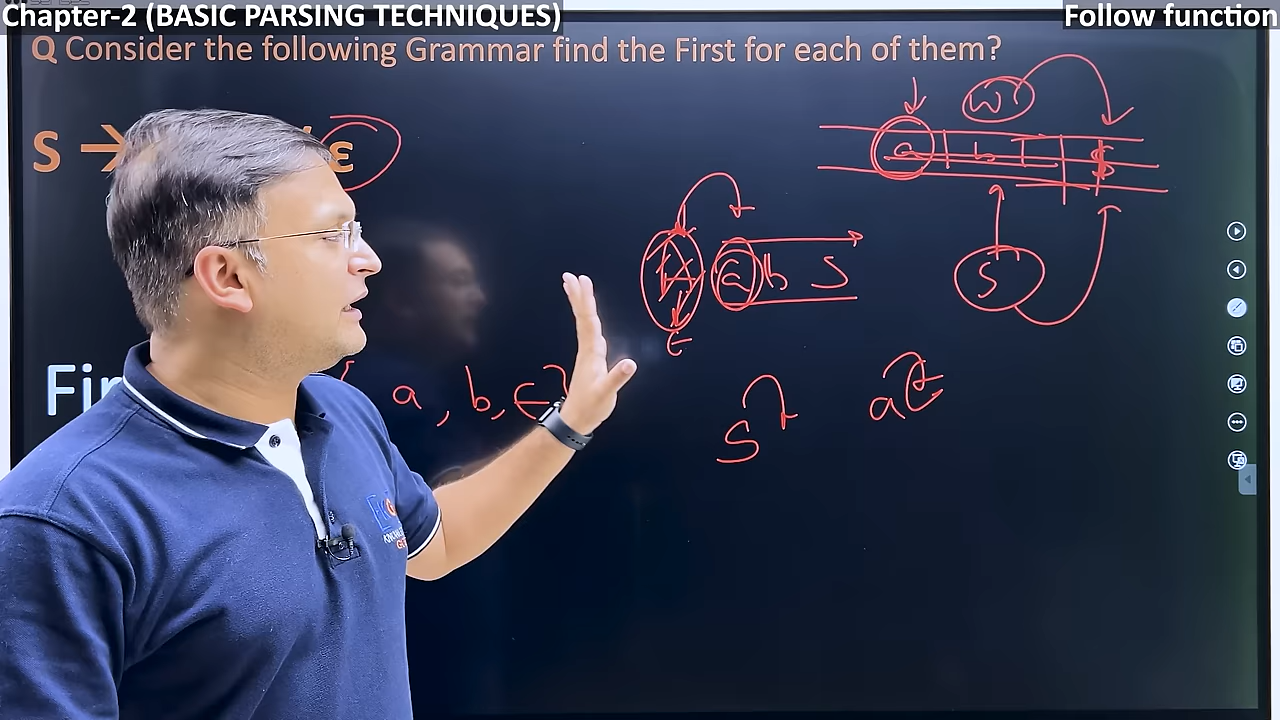 Chapter-2 (BASIC PARSING TECHNIQUES)
Follow function
Q Consider the following Grammar find the First for each of them?
S → / ε
w
a b $
A a b S
ε
S
Fir { a, b, ε }
S a